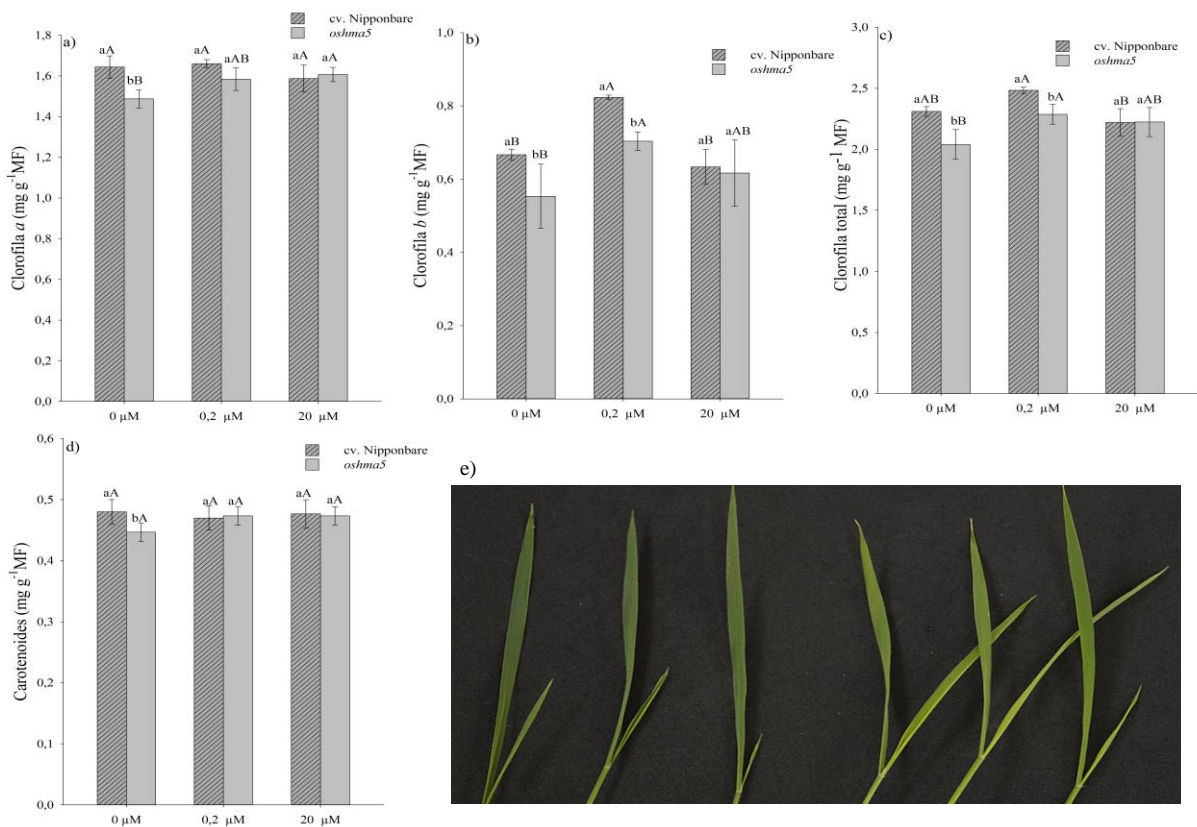 a)
cv. Nipponbare
oshma5
Clorofila a (mg g-1MF)
1,8
1,6
1,4
1,2
1,0
0,8
0,6
0,4
0,2
0,0
aA bB aA aAB aA aA
0 µM 0,2 µM 20 µM
b)
cv. Nipponbare
oshma5
Clorofila b (mg g-1MF)
1,0
0,8
0,6
0,4
0,2
0,0
aB bB aA bA aB aAB
0 µM 0,2 µM 20 µM
c)
cv. Nipponbare
oshma5
Clorofila total (mg g-1 MF)
3,0
2,5
2,0
1,5
1,0
0,5
0,0
aAB bB aA bA aB aAB
0 µM 0,2 µM 20 µM
d)
cv. Nipponbare
oshma5
Carotenoides (mg g-1MF)
0,6
0,5
0,4
0,3
0,2
0,1
0,0
aA bA aA aA aA aA
0 µM 0,2 µM 20 µM
e)